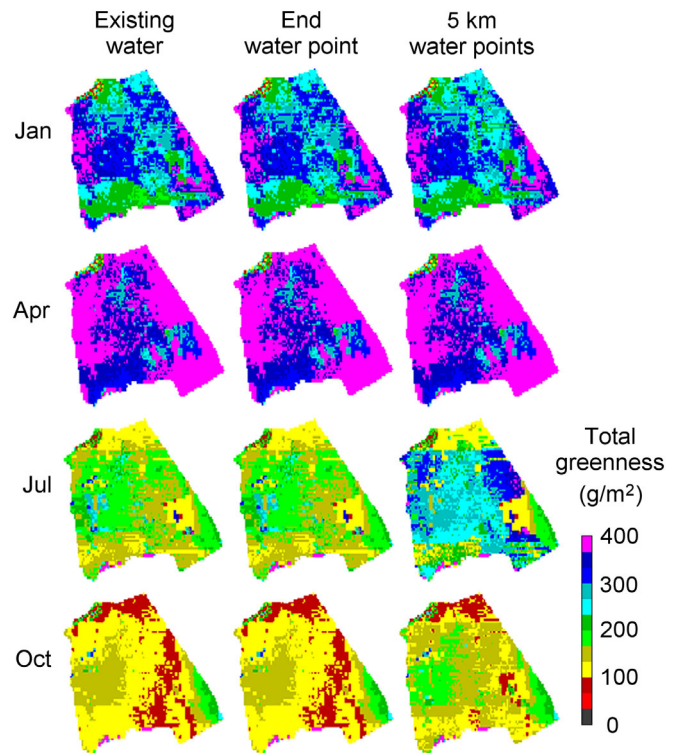 Existing
water
End
water point
5 km
water points
Jan
Apr
Jul
Oct
Total
greenness
(g/m²)
400
300
200
100
0